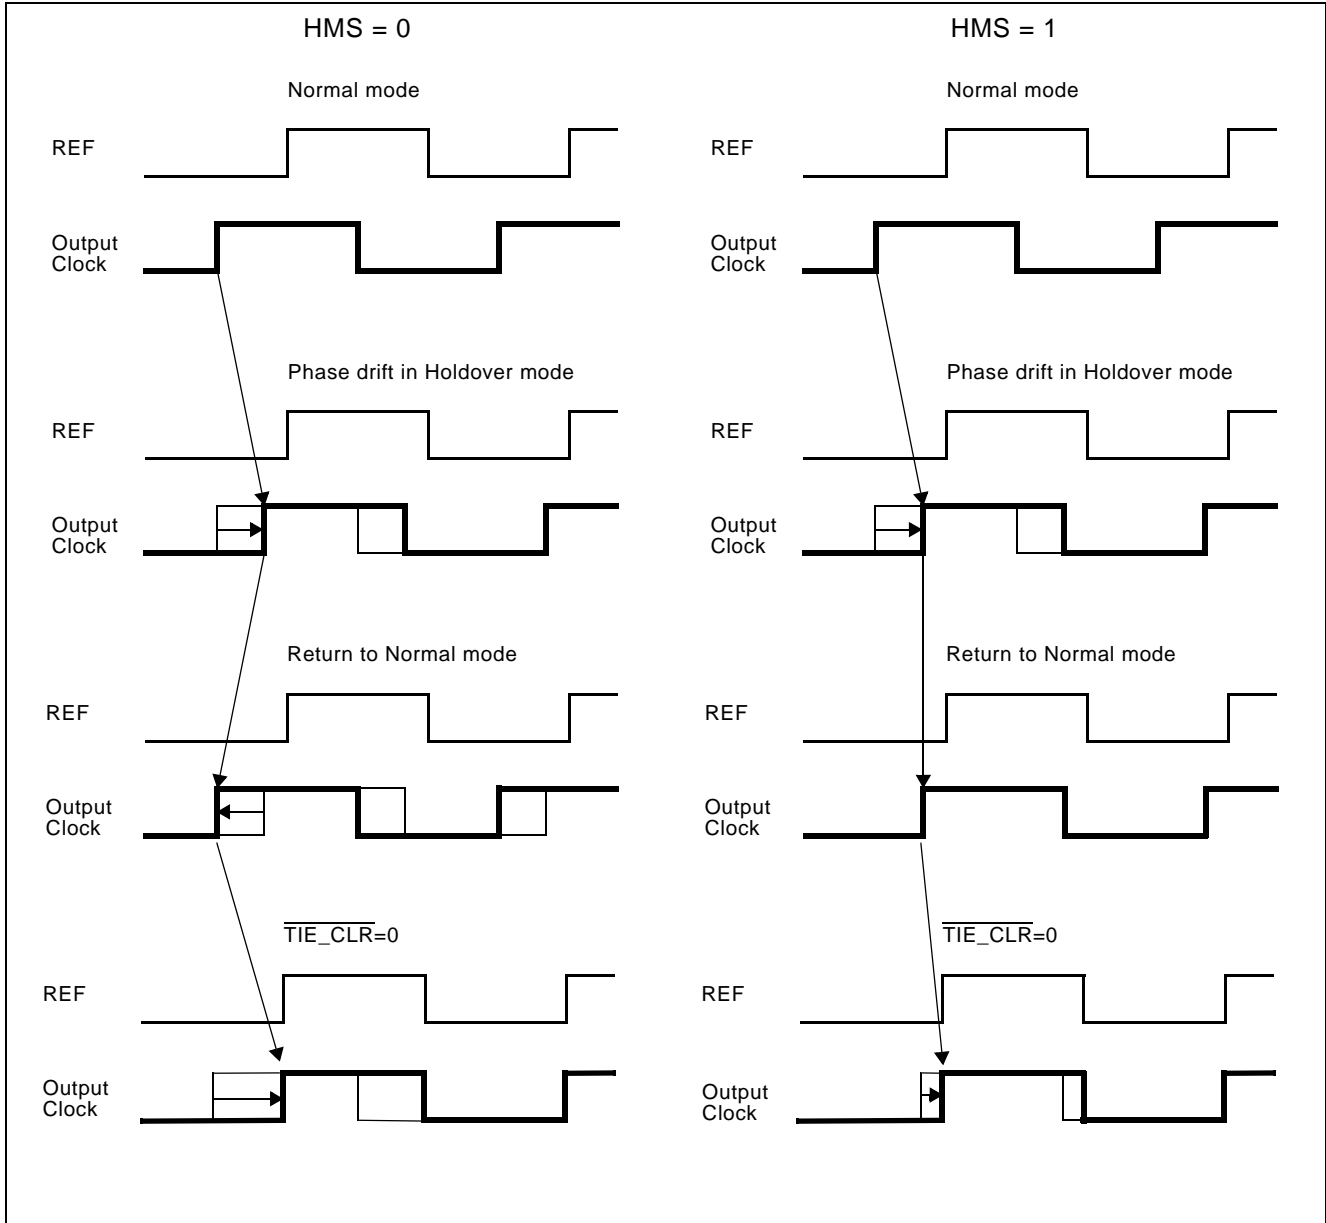 HMS = 0
Normal mode
REF
Output
Clock
Phase drift in Holdover mode
REF
Output
Clock
Return to Normal mode
REF
Output
Clock
TIE_CLR=0
REF
Output
Clock
HMS = 1
Normal mode
REF
Output
Clock
Phase drift in Holdover mode
REF
Output
Clock
Return to Normal mode
REF
Output
Clock
TIE_CLR=0
REF
Output
Clock